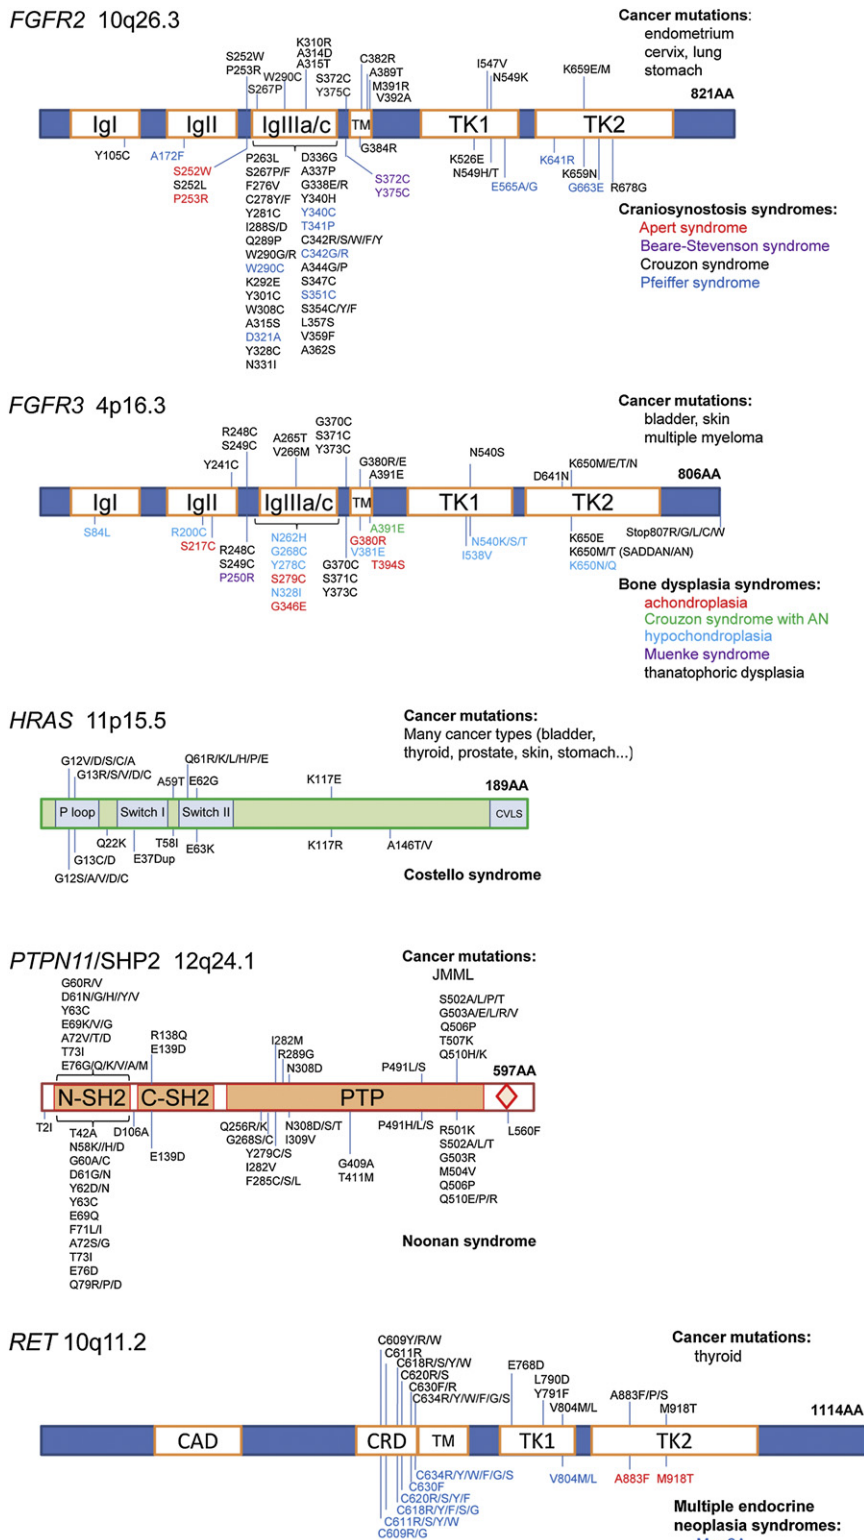 FGFR2 10q26.3
Cancer mutations:
endometrium
cervix, lung
stomach
821AA
S252W
P253R
S267P
W290C
K310R
A314D
A315T
S372C
Y375C
C382R
A389T
M391R
V392A
I547V
N549K
K659E/M
IgI
IgII
IgIIIa/c
TM
TK1
TK2
Y105C
A172F
S252W
S252L
P253R
P263L
S267P/F
F276V
C278Y/F
Y281C
I288S/D
Q289P
W290G/R
W290C
K292E
Y301C
W308C
A315S
D321A
Y328C
N331I
D336G
A337P
G338E/R
Y340H
Y340C
T341P
C342R/S/W/F/Y
C342G/R
A344G/P
S347C
S351C
S354C/Y/F
L357S
V359F
A362S
S372C
Y375C
G384R
K526E
N549H/T
E565A/G
K641R
K659N
G663E
R678G
Craniosynostosis syndromes:
Apert syndrome
Beare-Stevenson syndrome
Crouzon syndrome
Pfeiffer syndrome
FGFR3 4p16.3
Cancer mutations:
bladder, skin
multiple myeloma
806AA
Y241C
R248C
S249C
A265T
V266M
G370C
S371C
Y373C
G380R/E
A391E
N540S
D641N
K650M/E/T/N
IgI
IgII
IgIIIa/c
TM
TK1
TK2
S84L
R200C
S217C
R248C
S249C
P250R
N262H
G268C
Y278C
S279C
N328I
G346E
G370C
S371C
Y373C
A391E
G380R
V381E
T394S
N540K/S/T
I538V
K650E
K650M/T (SADDAN/AN)
K650N/Q
Stop807R/G/L/C/W
Bone dysplasia syndromes:
achondroplasia
Crouzon syndrome with AN
hypochondroplasia
Muenke syndrome
thanatophoric dysplasia
HRAS 11p15.5
Cancer mutations:
Many cancer types (bladder,
thyroid, prostate, skin, stomach...)
189AA
G12V/D/S/C/A
G13R/S/V/D/C
A59T
Q61R/K/L/H/P/E
E62G
K117E
P loop
Switch I
Switch II
CVLS
Q22K
G13C/D
G12S/A/V/D/C
E37Dup
T58I
E63K
K117R
A146T/V
Costello syndrome
PTPN11/SHP2 12q24.1
Cancer mutations:
JMML
597AA
G60R/V
D61N/G/H//Y/V
Y63C
E69K/V/G
A72V/T/D
T73I
E76G/Q/K/V/A/M
R138Q
E139D
I282M
R289G
N308D
P491L/S
S502A/L/P/T
G503A/E/L/R/V
Q506P
T507K
Q510H/K
N-SH2
C-SH2
PTP
T2I
T42A
N58K//H/D
G60A/C
D61G/N
Y62D/N
Y63C
E69Q
F71L/I
A72S/G
T73I
E76D
Q79R/P/D
D106A
E139D
Q256R/K
G268S/C
Y279C/S
I282V
F285C/S/L
N308D/S/T
I309V
G409A
T411M
P491H/L/S
R501K
S502A/L/T
G503R
M504V
Q506P
Q510E/P/R
L560F
Noonan syndrome
RET 10q11.2
Cancer mutations:
thyroid
1114AA
C609Y/R/W
C611R
C618R/S/Y/W
C620R/S
C630F/R
C634R/Y/W/F/G/S
E768D
L790D
Y791F
V804M/L
A883F/P/S
M918T
CAD
CRD
TM
TK1
TK2
C634R/Y/W/F/G/S
C630F
C620R/S/Y/F
C618R/Y/F/S/G
C611R/S/Y/W
C609R/G
V804M/L
A883F
M918T
Multiple endocrine
neoplasia syndromes: